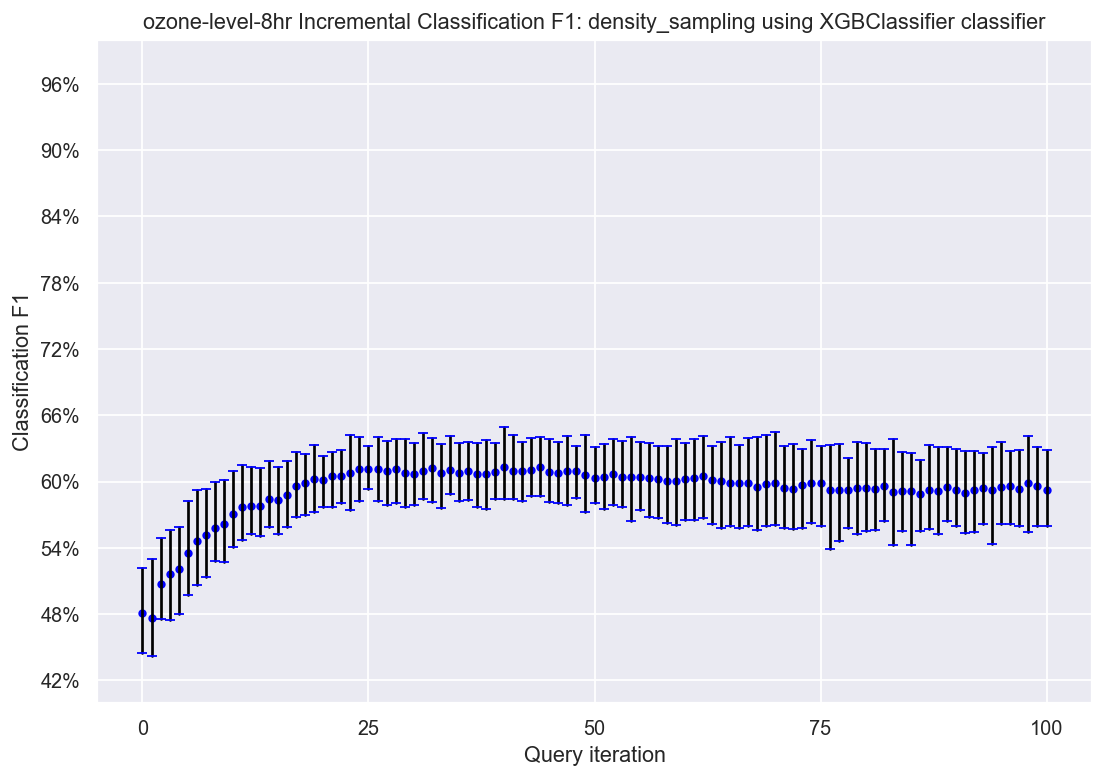 ozone-level-8hr Incremental Classification F1: density_sampling using XGBClassifier classifier
96%
90%
84%
78%
72%
66%
60%
54%
48%
42%
Classification F1
0 25 50 75 100
Query iteration